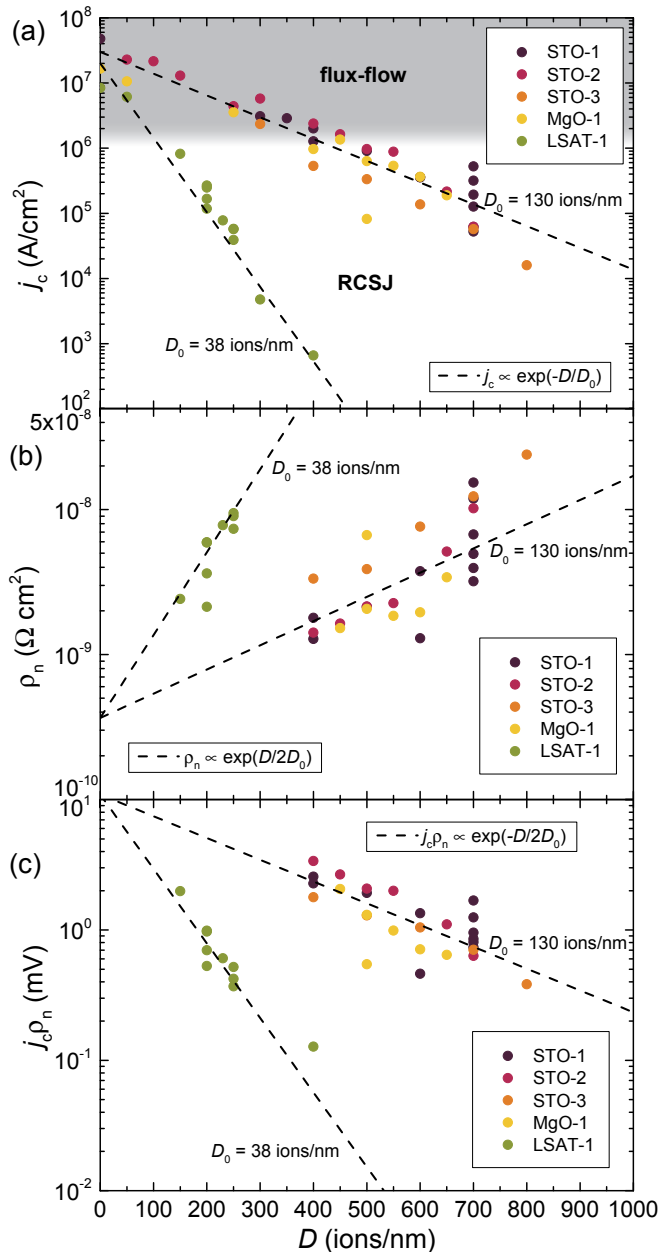 (a)
10^8
10^7
10^6
10^5
10^4
10^3
10^2
j_c (A/cm^2)
flux-flow
STO-1
STO-2
STO-3
MgO-1
LSAT-1
D_0 = 130 ions/nm
RCSJ
D_0 = 38 ions/nm
j_c ∝ exp(-D/D_0)
(b)
5x10^-8
10^-8
10^-9
10^-10
ρ_n (Ω cm^2)
D_0 = 38 ions/nm
D_0 = 130 ions/nm
STO-1
STO-2
STO-3
MgO-1
LSAT-1
ρ_n ∝ exp(D/2D_0)
(c)
10^1
10^0
10^-1
10^-2
j_cρ_n (mV)
j_cρ_n ∝ exp(-D/2D_0)
D_0 = 130 ions/nm
STO-1
STO-2
STO-3
MgO-1
LSAT-1
D_0 = 38 ions/nm
0 100 200 300 400 500 600 700 800 900 1000
D (ions/nm)